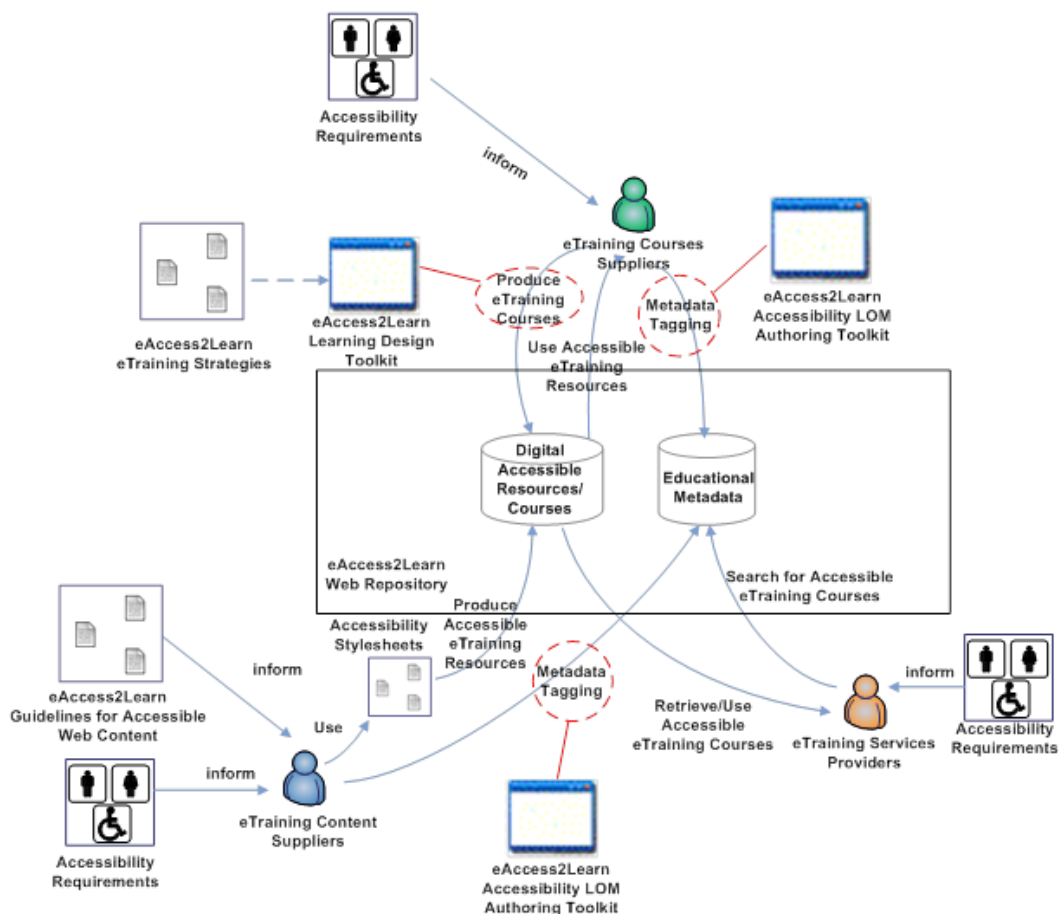 Accessibility
Requirements
inform
eTraining Courses
Suppliers
eAccess2Learn
Accessibility LOM
Authoring Toolkit
Produce
eTraining
Courses
Metadata
Tagging
eAccess2Learn
eTraining Strategies
eAccess2Learn
Learning Design
Toolkit
Use Accessible
eTraining
Resources
Digital
Accessible
Resources/
Courses
Educational
Metadata
eAccess2Learn
Web Repository
Search for Accessible
eTraining Courses
Produce
Accessible
eTraining
Resources
Accessibility
Stylesheets
Metadata
Tagging
inform
eAccess2Learn
Guidelines for Accessible
Web Content
Use
inform
Retrieve/Use
Accessible
eTraining Courses
inform
eTraining Services
Providers
Accessibility
Requirements
eTraining Content
Suppliers
Accessibility
Requirements
eAccess2Learn
Accessibility LOM
Authoring Toolkit